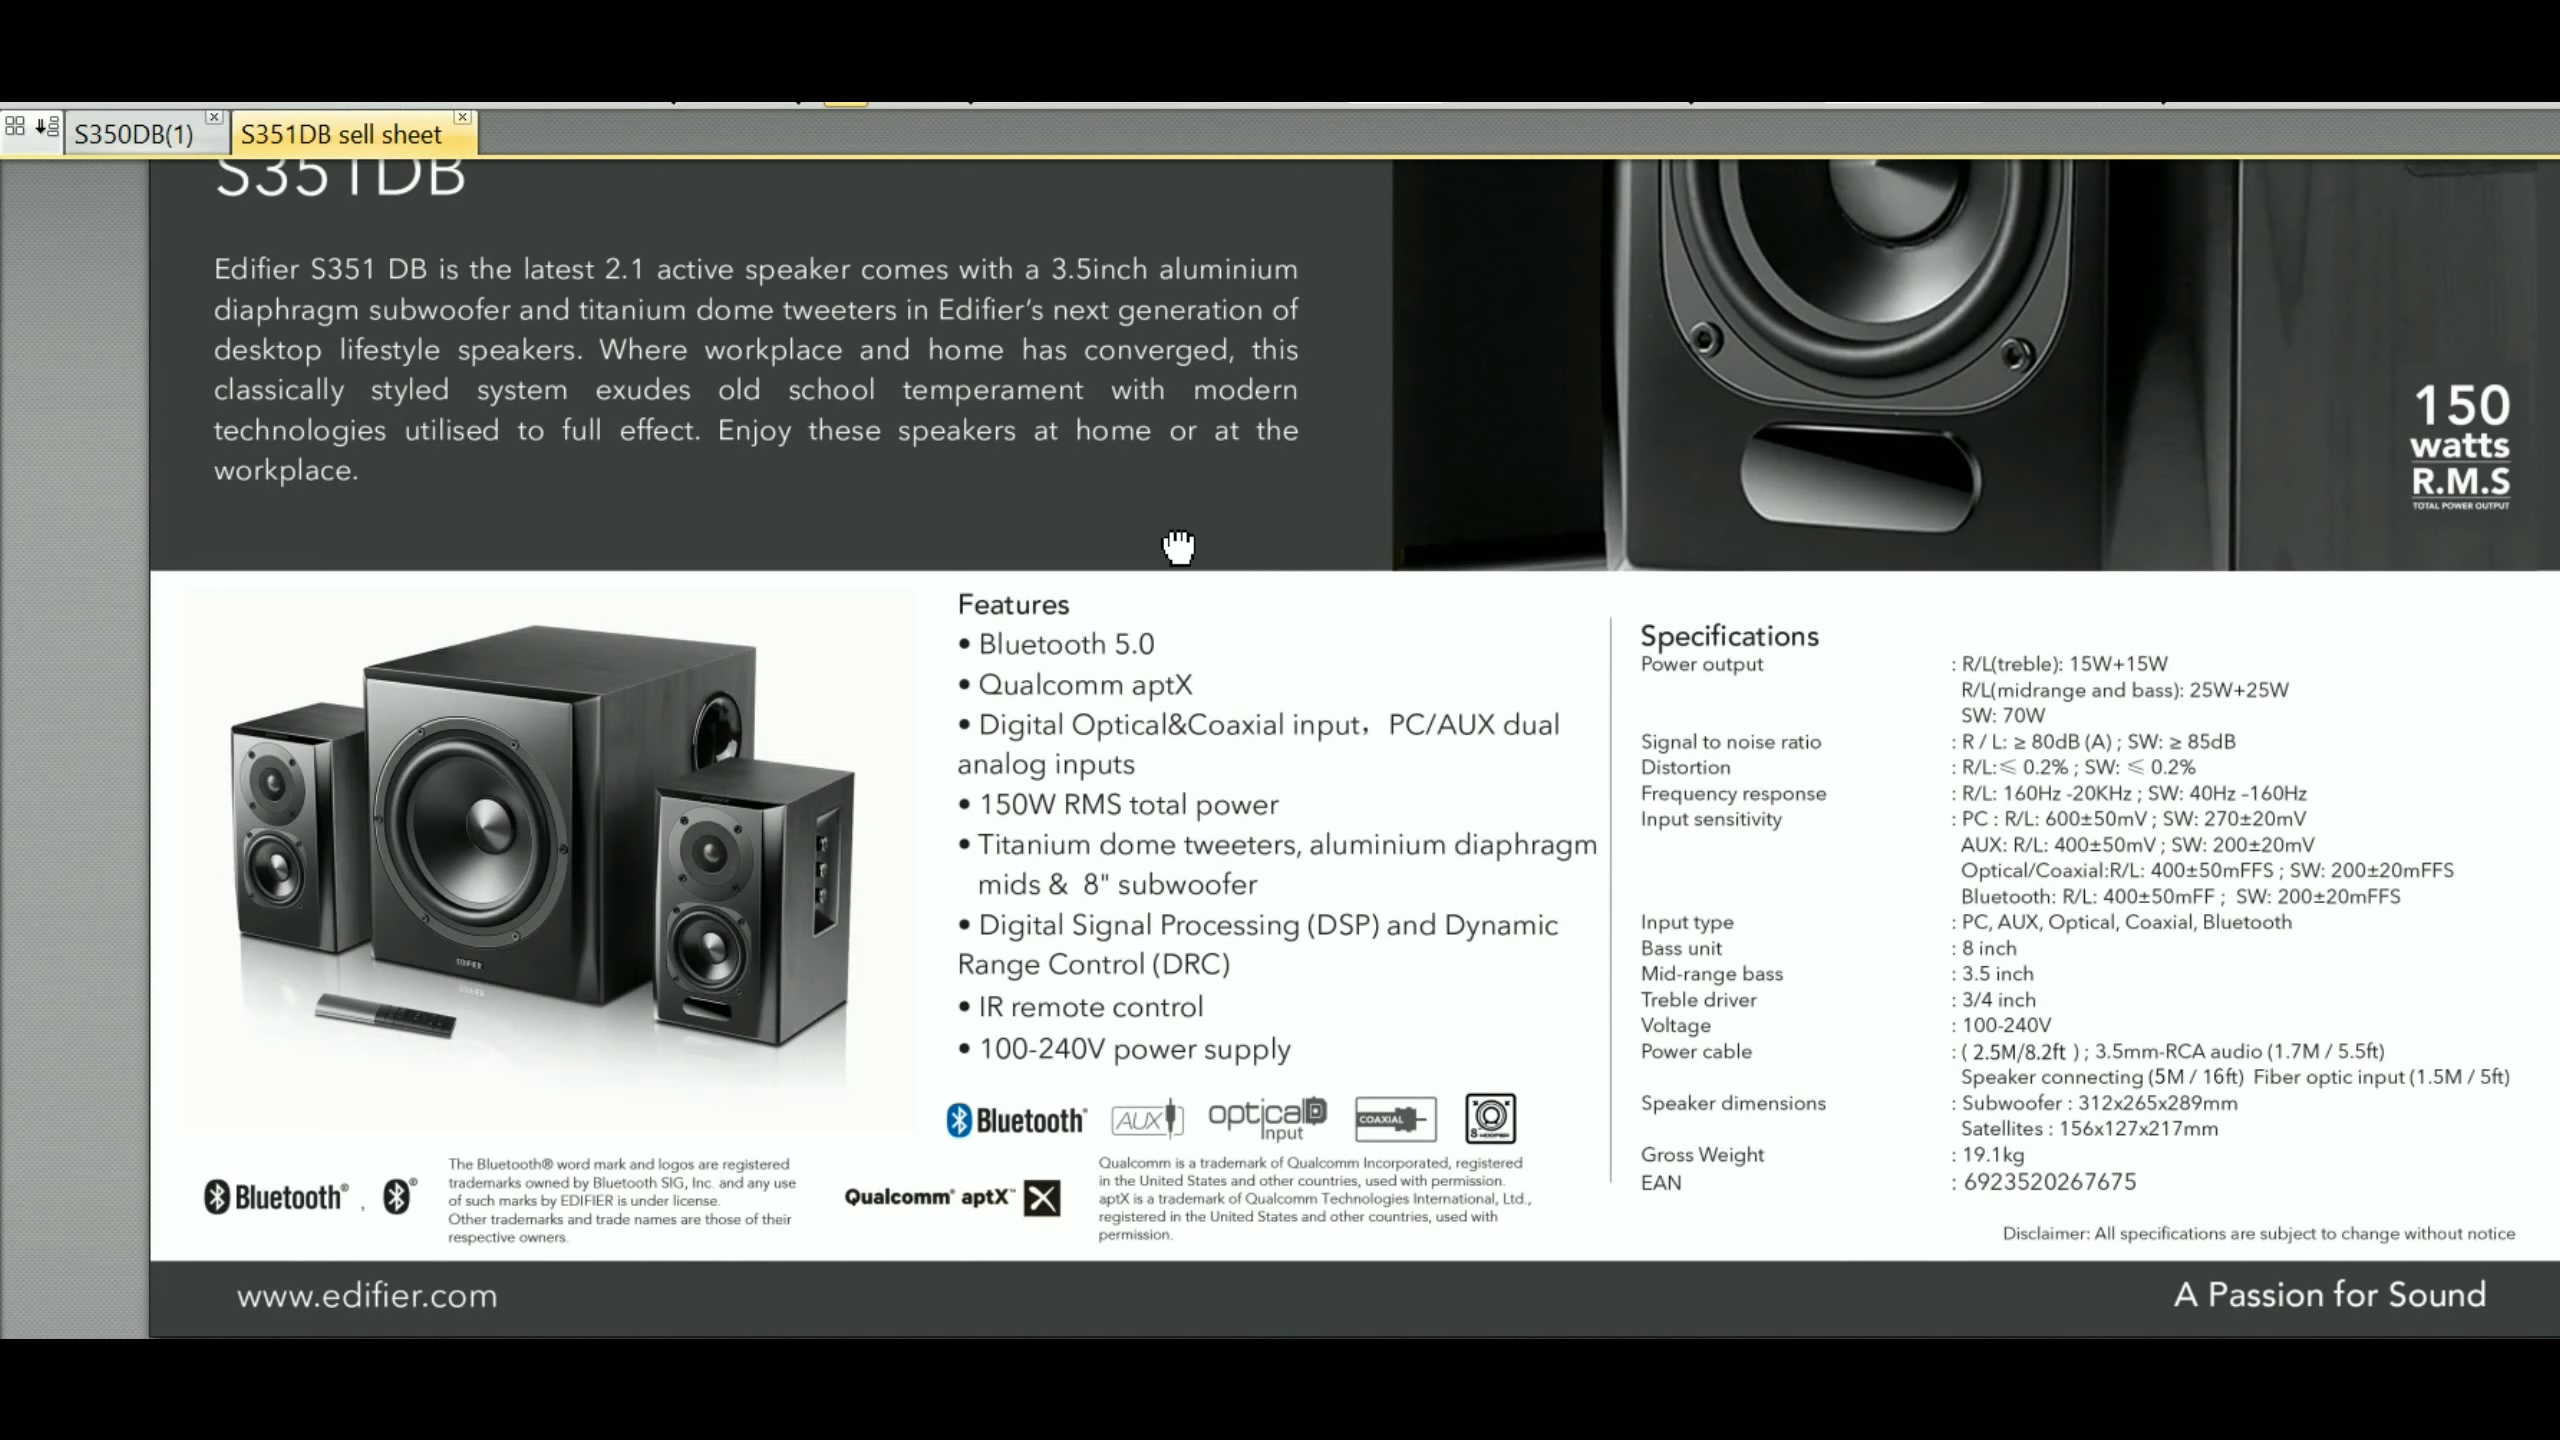 S350DB(1)
S351DB sell sheet
S351DB
Edifier S351 DB is the latest 2.1 active speaker comes with a 3.5inch aluminium
diaphragm subwoofer and titanium dome tweeters in Edifier's next generation of
desktop lifestyle speakers. Where workplace and home has converged, this
classically styled system exudes old school temperament with modern
technologies utilised to full effect. Enjoy these speakers at home or at the
workplace.
150
watts
R.M.S
TOTAL POWER OUTPUT
EDIFIER
Features
• Bluetooth 5.0
• Qualcomm aptX
• Digital Optical&Coaxial input，PC/AUX dual
analog inputs
• 150W RMS total power
• Titanium dome tweeters, aluminium diaphragm
mids & 8" subwoofer
• Digital Signal Processing (DSP) and Dynamic
Range Control (DRC)
• IR remote control
• 100-240V power supply
Bluetooth®
AUX
optical input
COAXIAL
S WOOFER
Bluetooth® , ®
The Bluetooth® word mark and logos are registered
trademarks owned by Bluetooth SIG, Inc. and any use
of such marks by EDIFIER is under license.
Other trademarks and trade names are those of their
respective owners.
Qualcomm® aptX™
Qualcomm is a trademark of Qualcomm Incorporated, registered
in the United States and other countries, used with permission.
aptX is a trademark of Qualcomm Technologies International, Ltd.,
registered in the United States and other countries, used with
permission.
Specifications
Power output : R/L(treble): 15W+15W
R/L(midrange and bass): 25W+25W
SW: 70W
Signal to noise ratio : R / L: ≥ 80dB (A) ; SW: ≥ 85dB
Distortion : R/L:≤ 0.2% ; SW: ≤ 0.2%
Frequency response : R/L: 160Hz -20KHz ; SW: 40Hz –160Hz
Input sensitivity : PC : R/L: 600±50mV ; SW: 270±20mV
AUX: R/L: 400±50mV ; SW: 200±20mV
Optical/Coaxial:R/L: 400±50mFFS ; SW: 200±20mFFS
Bluetooth: R/L: 400±50mFF ; SW: 200±20mFFS
Input type : PC, AUX, Optical, Coaxial, Bluetooth
Bass unit : 8 inch
Mid-range bass : 3.5 inch
Treble driver : 3/4 inch
Voltage : 100-240V
Power cable : ( 2.5M/8.2ft ) ; 3.5mm-RCA audio (1.7M / 5.5ft)
Speaker connecting (5M / 16ft) Fiber optic input (1.5M / 5ft)
Speaker dimensions : Subwoofer : 312x265x289mm
Satellites : 156x127x217mm
Gross Weight : 19.1kg
EAN : 6923520267675
Disclaimer: All specifications are subject to change without notice
www.edifier.com
A Passion for Sound